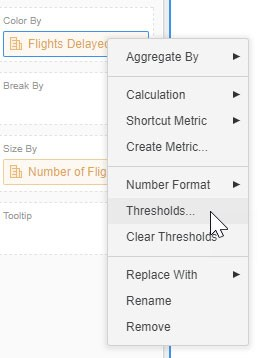 Color By
Flights Delayed
Break By
Size By
Number of Flig
Tooltip
Aggregate By
Calculation
Shortcut Metric
Create Metric...
Number Format
Thresholds...
Clear Thresholds
Replace With
Rename
Remove